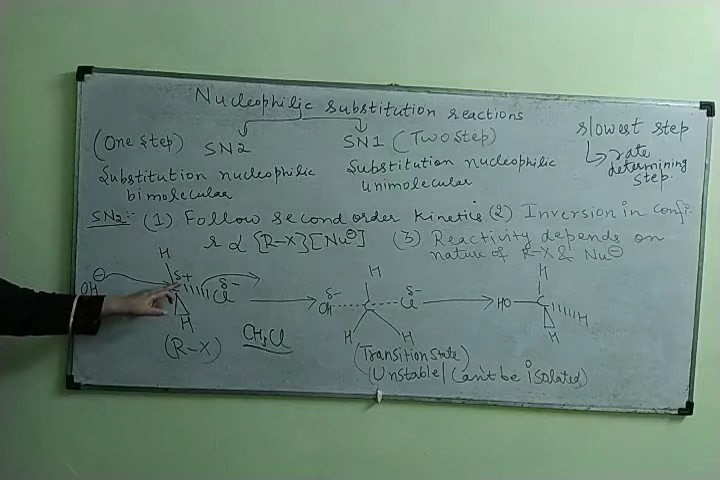 Nucleophilic substitution reactions
(One step) SN2
SN1 (Two step)
Substitution nucleophilic
bimolecular
Substitution nucleophilic
unimolecular
slowest step
rate
determining
step.
SN2:- (1) Follow second order kinetics (2) Inversion in confi-
r α [R-X][Nu⊖] (3) Reactivity depends on
nature of R-X & Nu⊖
H
⊖
OH
δ+
δ-
Cl
H
(R-X)
CH3Cl
H
δ- δ-
OH C Cl
H H
(Transition state)
(Unstable/Can't be isolated)
H
HO C
H
H